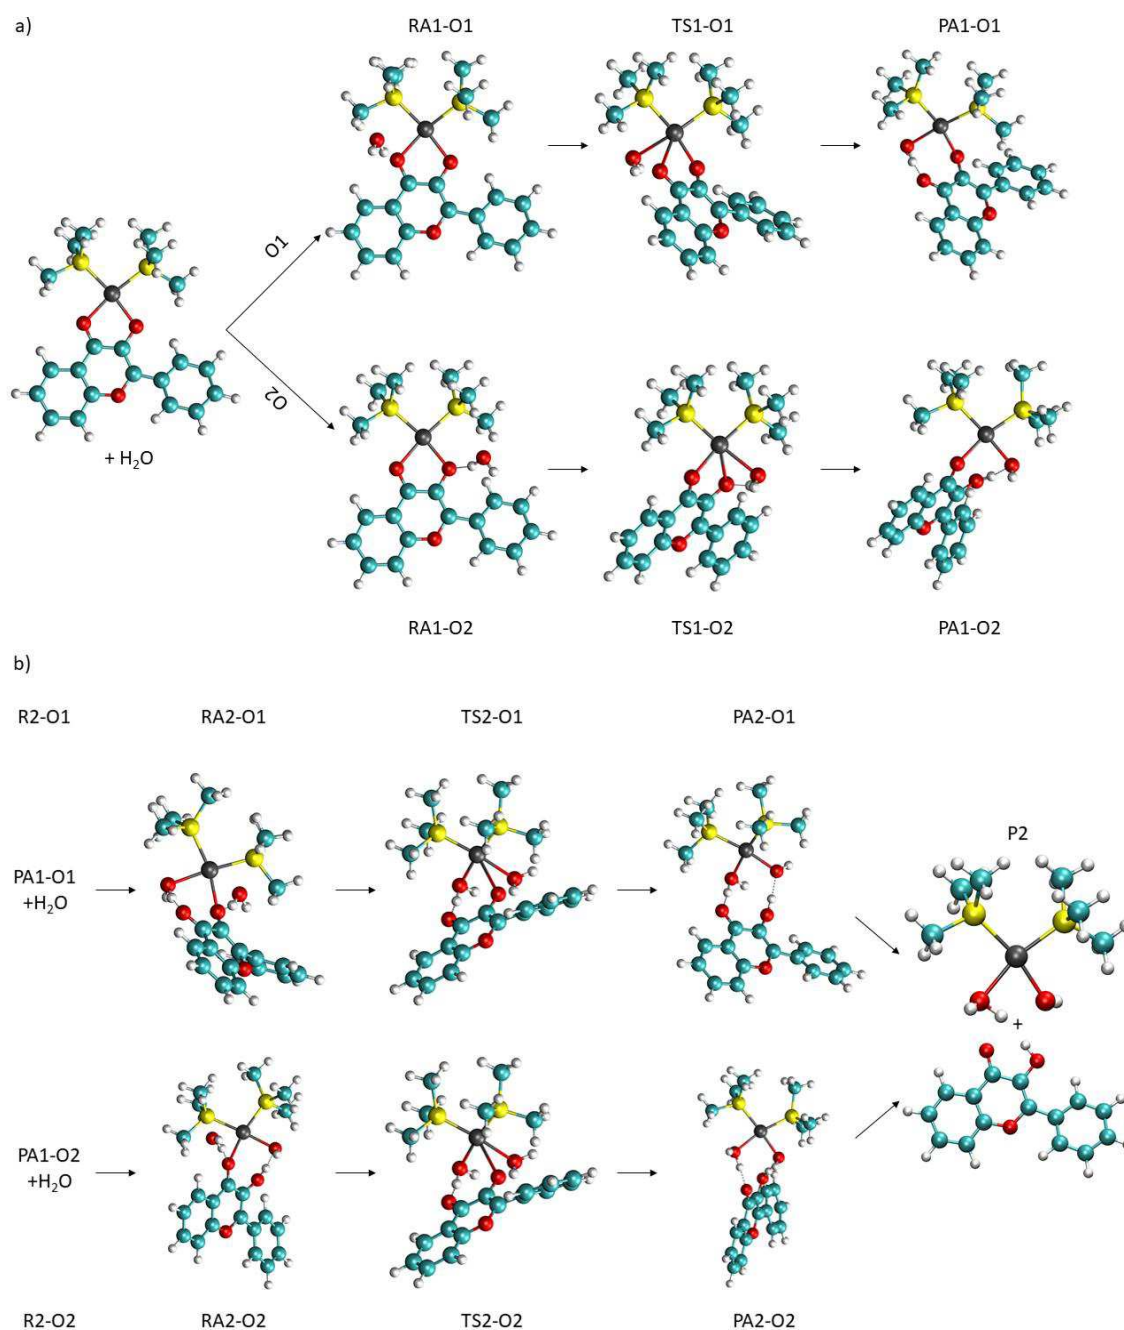 a)
RA1-O1
TS1-O1
PA1-O1
O1
O2
+ H₂O
RA1-O2
TS1-O2
PA1-O2
b)
R2-O1
RA2-O1
TS2-O1
PA2-O1
P2
PA1-O1
+H₂O
+
PA1-O2
+H₂O
R2-O2
RA2-O2
TS2-O2
PA2-O2